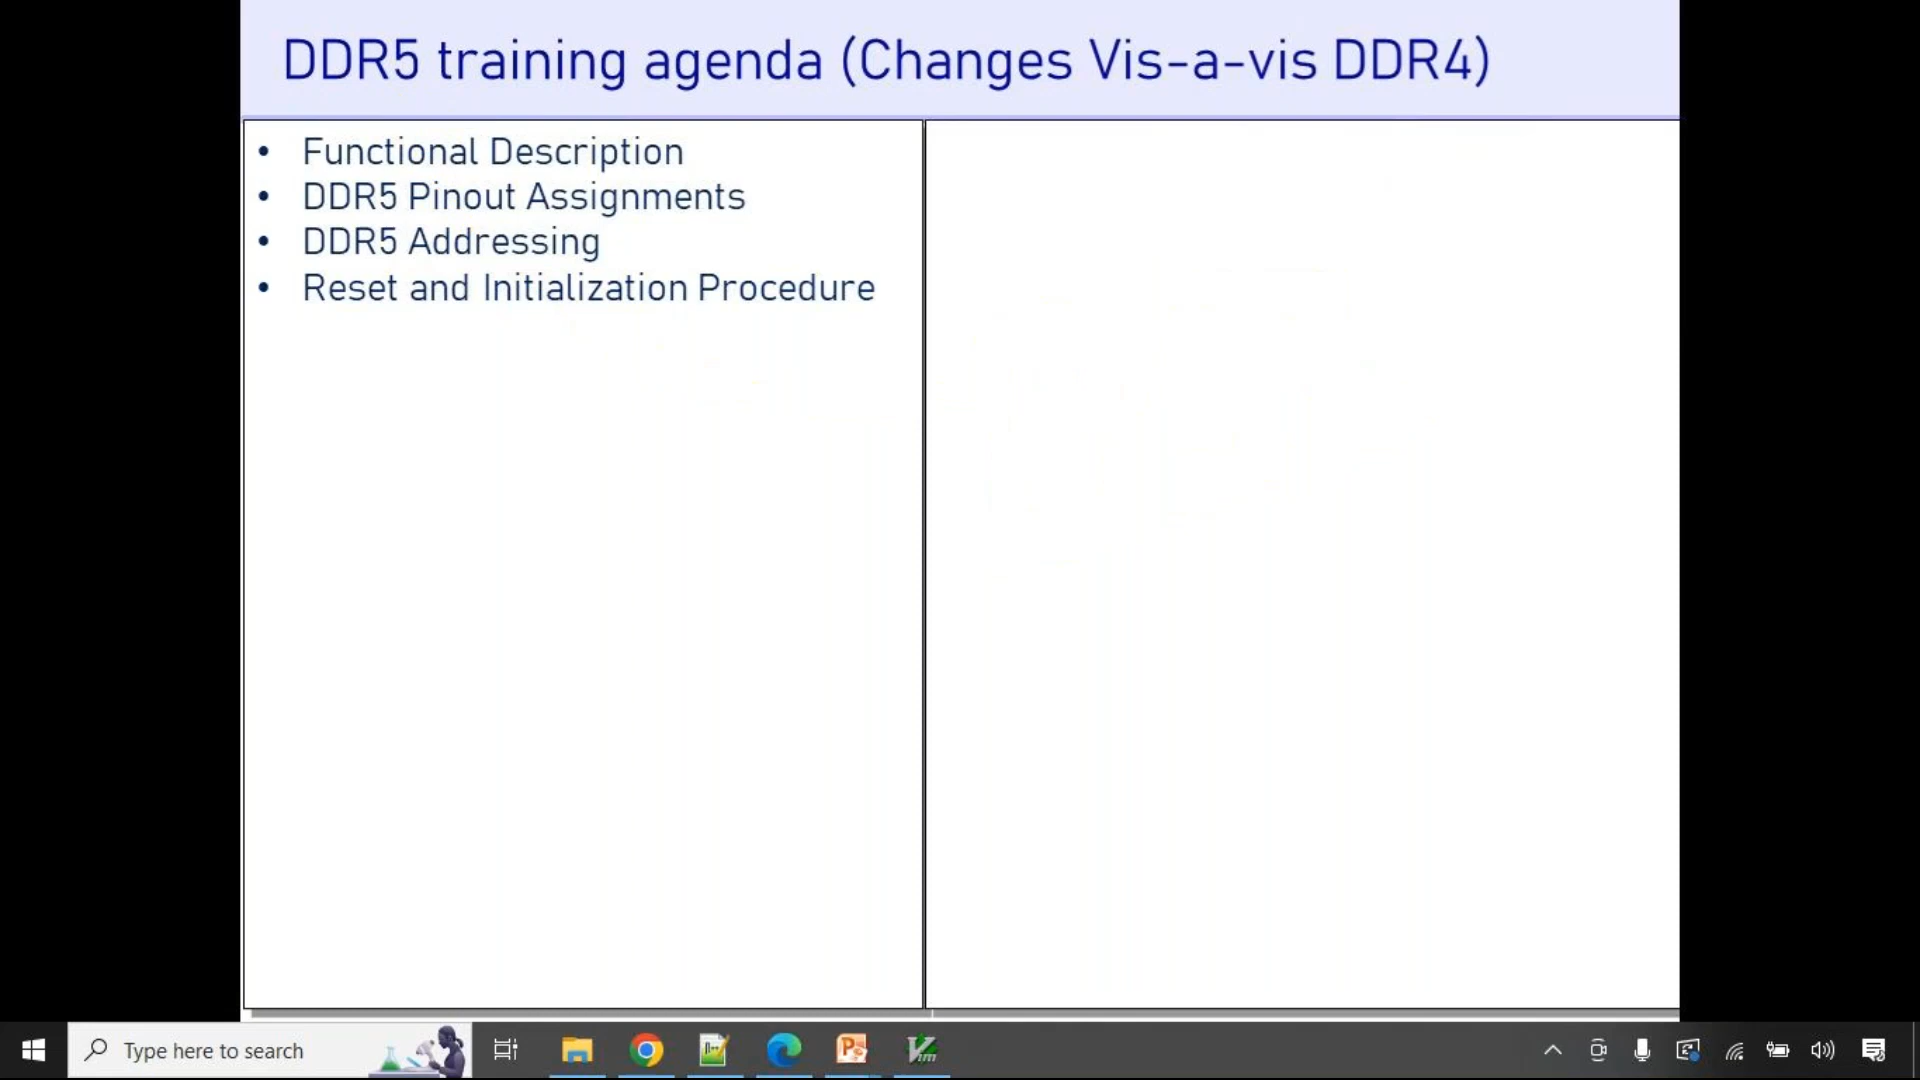 DDR5 training agenda (Changes Vis-a-vis DDR4)
• Functional Description
• DDR5 Pinout Assignments
• DDR5 Addressing
• Reset and Initialization Procedure
Type here to search